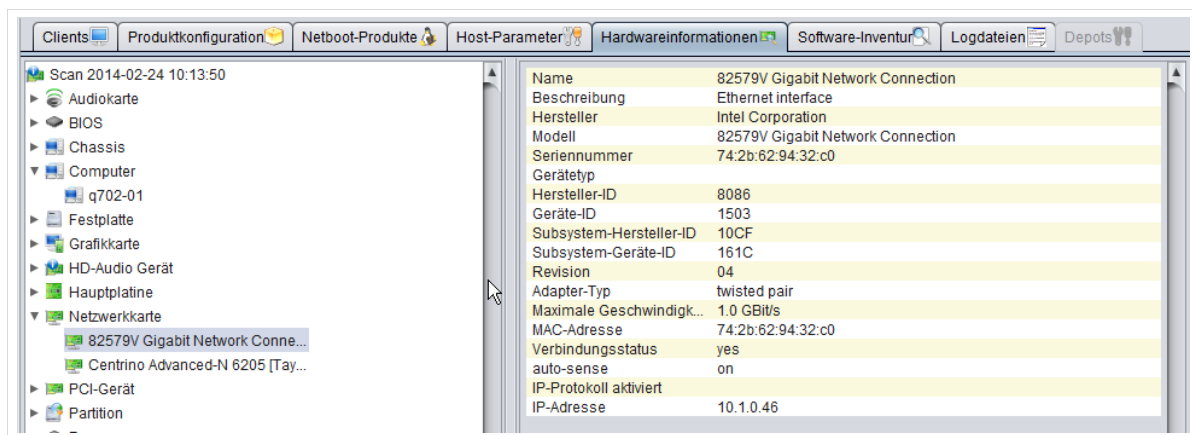 Clients Produktkonfiguration Netboot-Produkte Host-Parameter Hardwareinformationen Software-Inventur Logdateien Depots
Scan 2014-02-24 10:13:50
Audiokarte
BIOS
Chassis
Computer
q702-01
Festplatte
Grafikkarte
HD-Audio Gerät
Hauptplatine
Netzwerkkarte
82579V Gigabit Network Conne...
Centrino Advanced-N 6205 [Tay...
PCI-Gerät
Partition
Name 82579V Gigabit Network Connection
Beschreibung Ethernet interface
Hersteller Intel Corporation
Modell 82579V Gigabit Network Connection
Seriennummer 74:2b:62:94:32:c0
Gerätetyp
Hersteller-ID 8086
Geräte-ID 1503
Subsystem-Hersteller-ID 10CF
Subsystem-Geräte-ID 161C
Revision 04
Adapter-Typ twisted pair
Maximale Geschwindigk... 1.0 GBit/s
MAC-Adresse 74:2b:62:94:32:c0
Verbindungsstatus yes
auto-sense on
IP-Protokoll aktiviert
IP-Adresse 10.1.0.46